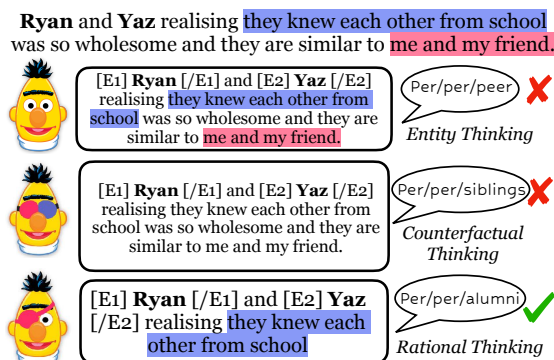 Ryan and Yaz realising they knew each other from school
was so wholesome and they are similar to me and my friend.
[E1] Ryan [/E1] and [E2] Yaz [/E2]
realising they knew each other from
school was so wholesome and they are
similar to me and my friend.
Per/per/peer
Entity Thinking
[E1] Ryan [/E1] and [E2] Yaz [/E2]
realising they knew each other from
school was so wholesome and they are
similar to me and my friend.
Per/per/siblings
Counterfactual
Thinking
[E1] Ryan [/E1] and [E2] Yaz
[/E2] realising they knew each
other from school
Per/per/alumni
Rational Thinking